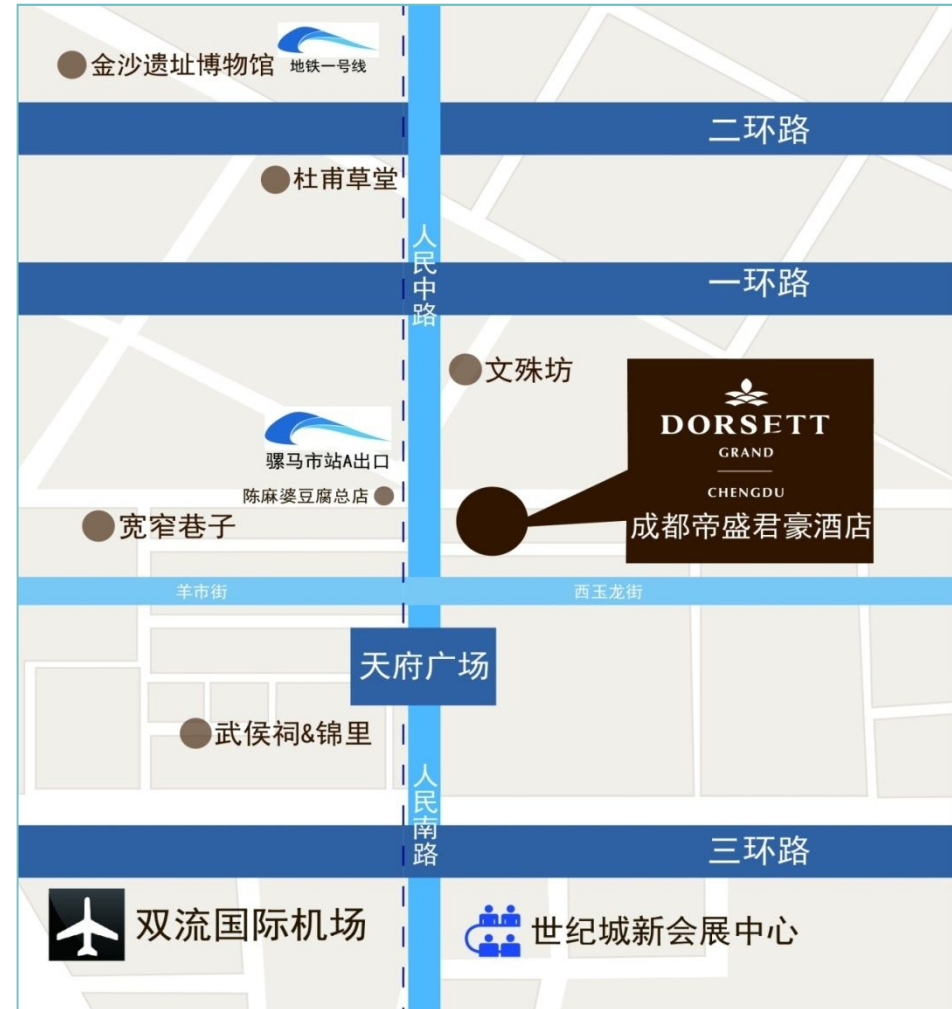 金沙遗址博物馆
地铁一号线
二环路
杜甫草堂
人民中路
一环路
文殊坊
DORSETT
GRAND
CHENGDU
成都帝盛君豪酒店
骡马市站A出口
陈麻婆豆腐总店
宽窄巷子
羊市街
西玉龙街
天府广场
武侯祠&锦里
人民南路
三环路
双流国际机场
世纪城新会展中心